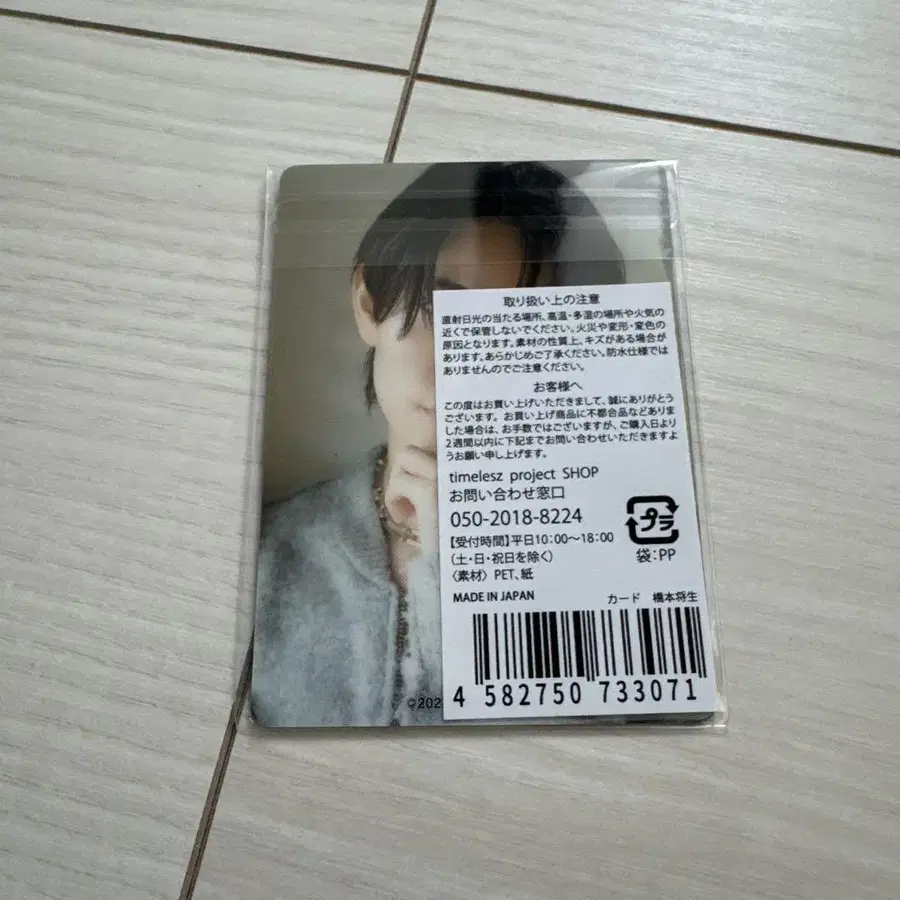 取り扱い上の注意
直射日光の当たる場所、高温・多湿の場所や火気の
近くで保管しないでください。火災や変形・変色の
原因となります。素材の性質上、キズがある場合が
あります。あらかじめご了承ください。防水仕様では
ありませんのでご注意ください。
お客様へ
この度はお買い上げいただきまして、誠にありがとう
ございます。お買い上げ商品に不都合品などありま
した場合は、お手数ではございますが、ご購入日より
2週間以内に下記までお問い合わせいただきますよ
うお願い申し上げます。
timelesz project SHOP
お問い合わせ窓口
050-2018-8224
【受付時間】平日10:00〜18:00
(土・日・祝日を除く)
〈素材〉PET、紙
プラ
袋:PP
MADE IN JAPAN
カード 橋本将生
4 582750 733071
©202